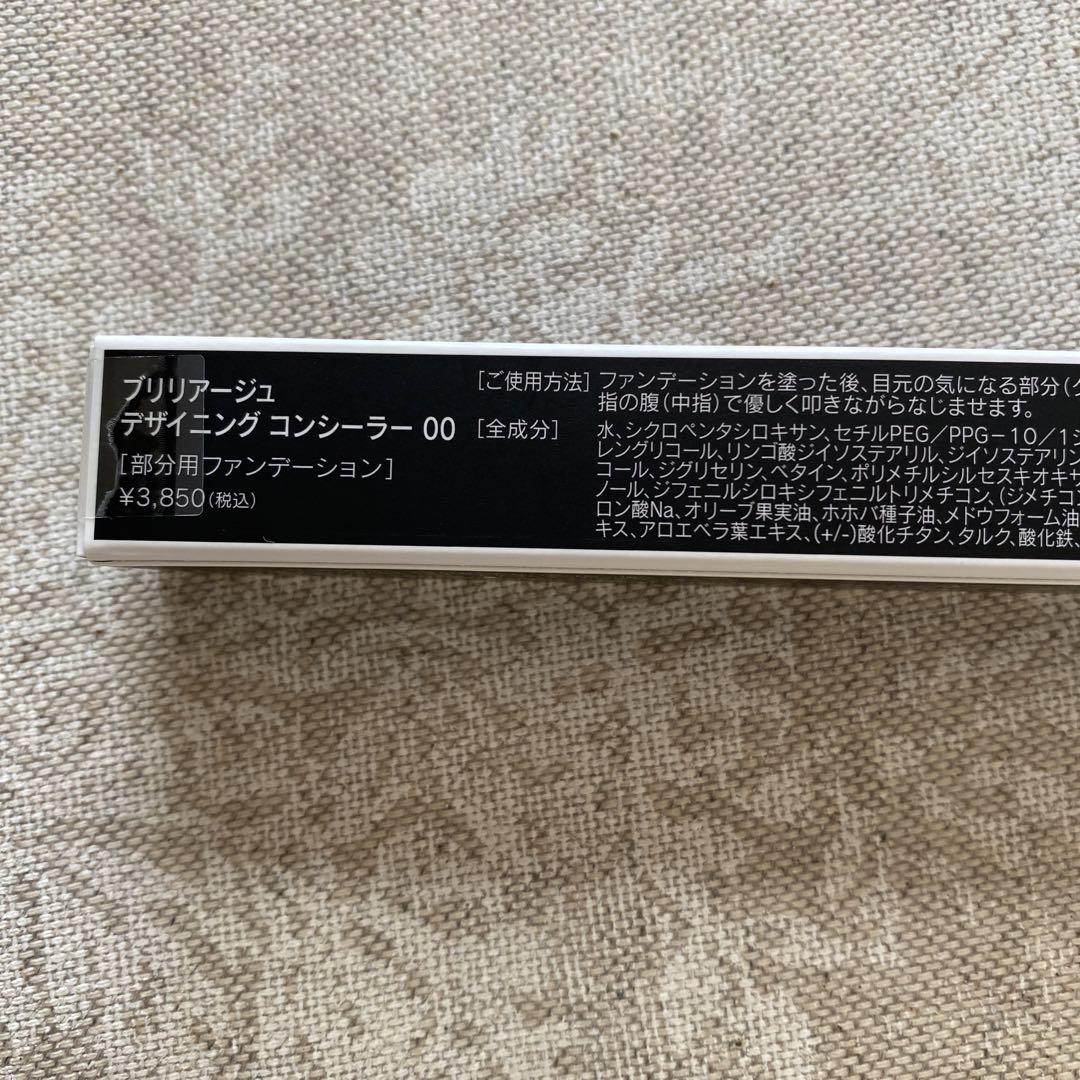 ブリリアージュ
デザイニング コンシーラー 00
[部分用ファンデーション]
¥3,850(税込)
[ご使用方法] ファンデーションを塗った後、目元の気になる部分(
指の腹(中指)で優しく叩きながらなじませます。
[全成分] 水、シクロペンタシロキサン、セチルPEG/PPG-10/1
レングリコール、リンゴ酸ジイソステアリル、ジイソステアリン
コール、ジグリセリン、ベタイン、ポリメチルシルセスキオキサ
ノール、ジフェニルシロキシフェニルトリメチコン、(ジメチコン
ロン酸Na、オリーブ果実油、ホホバ種子油、メドウフォーム油
キス、アロエベラ葉エキス、(+/-)酸化チタン、タルク、酸化鉄、